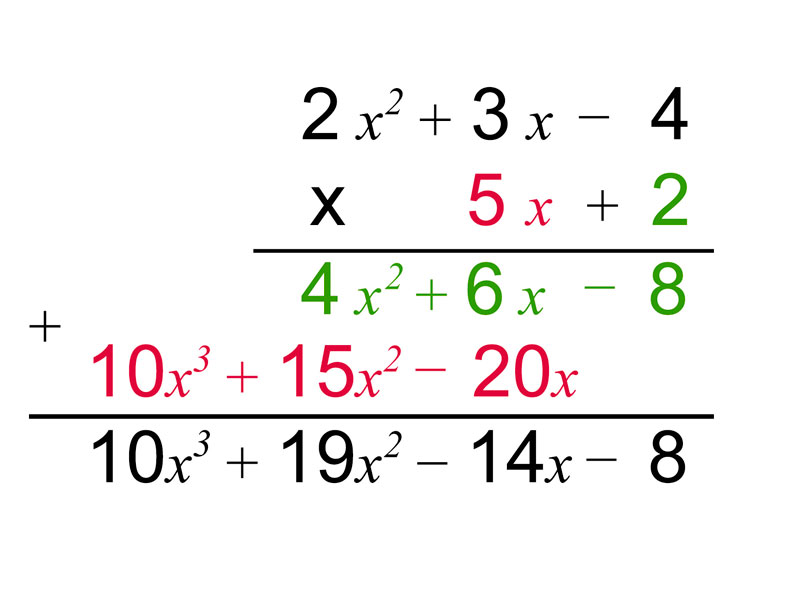 2x² + 3x − 4
x 5x + 2
4x² + 6x − 8
+
10x³ + 15x² − 20x
10x³ + 19x² − 14x − 8